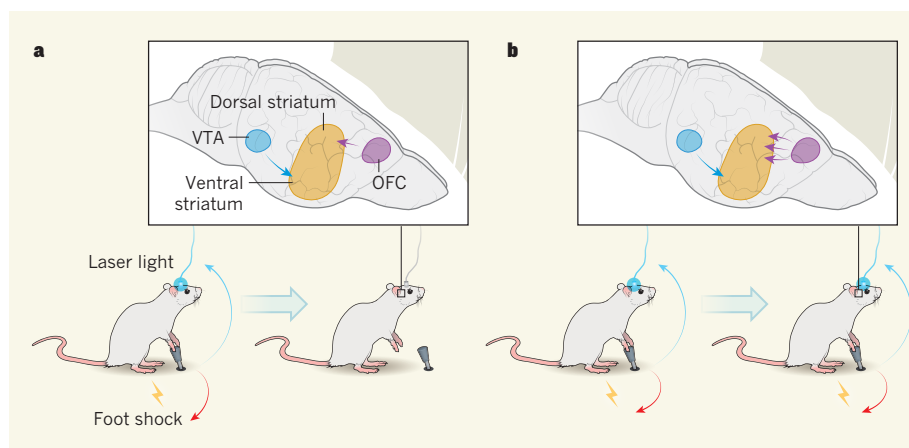 a
b
Dorsal striatum
VTA
OFC
Ventral
striatum
Laser light
Foot shock